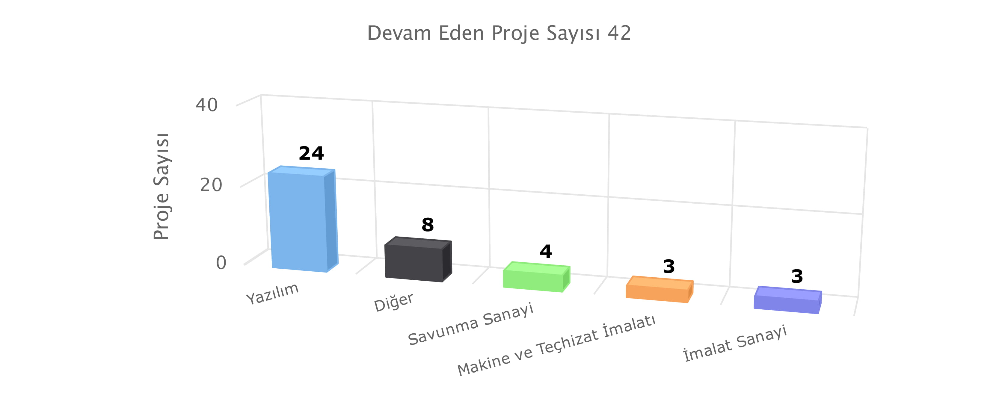 Devam Eden Proje Sayısı 42
Proje Sayısı
40
20
0
24
8
4
3
3
Yazılım
Diğer
Savunma Sanayi
Makine ve Teçhizat İmalatı
İmalat Sanayi